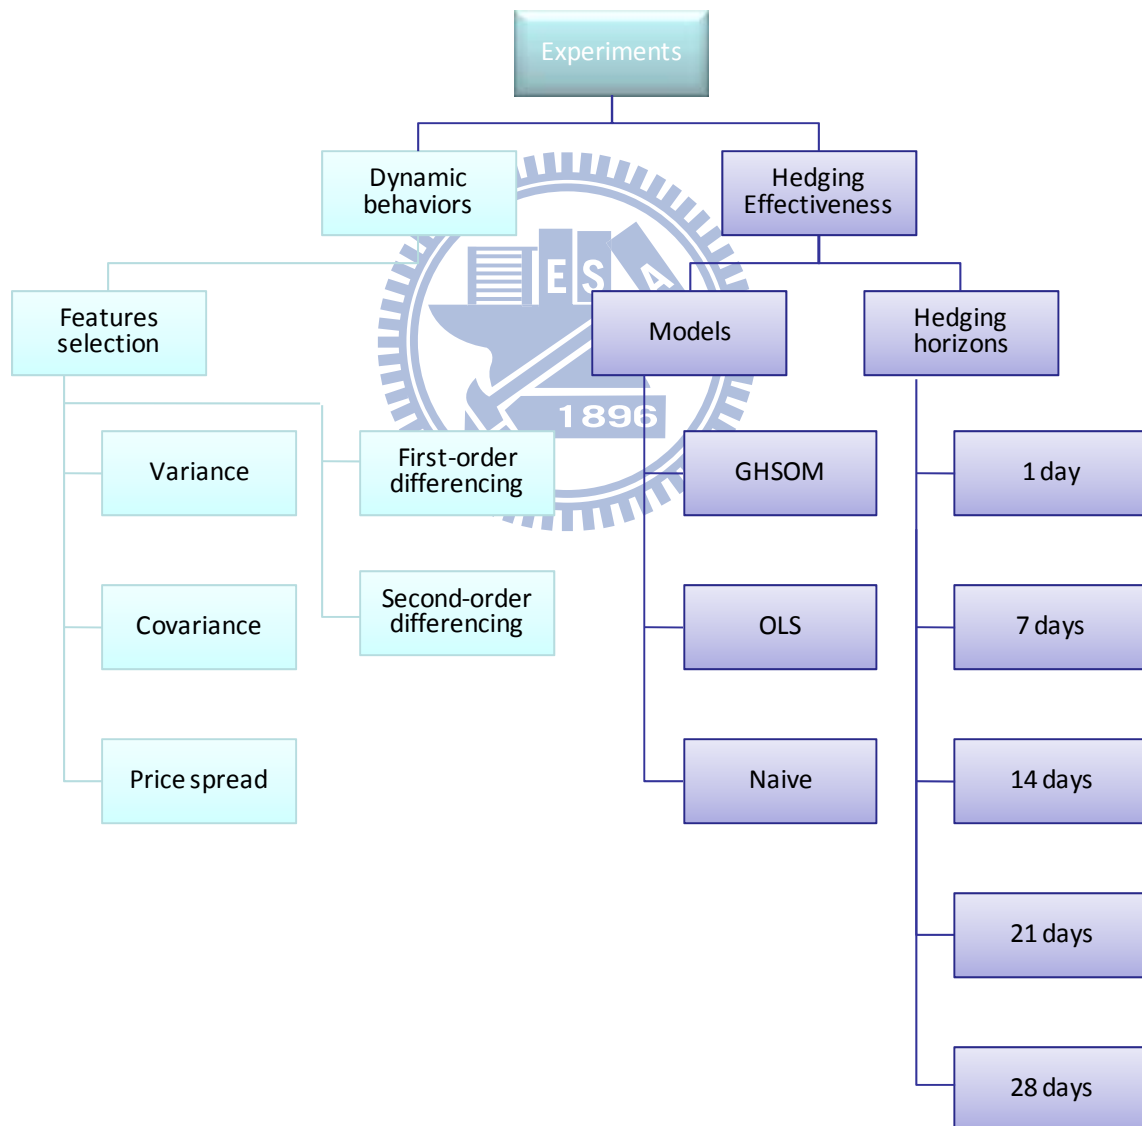 Experiments
Dynamic
behaviors
Hedging
Effectiveness
Features
selection
Models
Hedging
horizons
ES
A
1896
Variance
First-order
differencing
GHSOM
1 day
Covariance
Second-order
differencing
OLS
7 days
Price spread
Naive
14 days
21 days
28 days